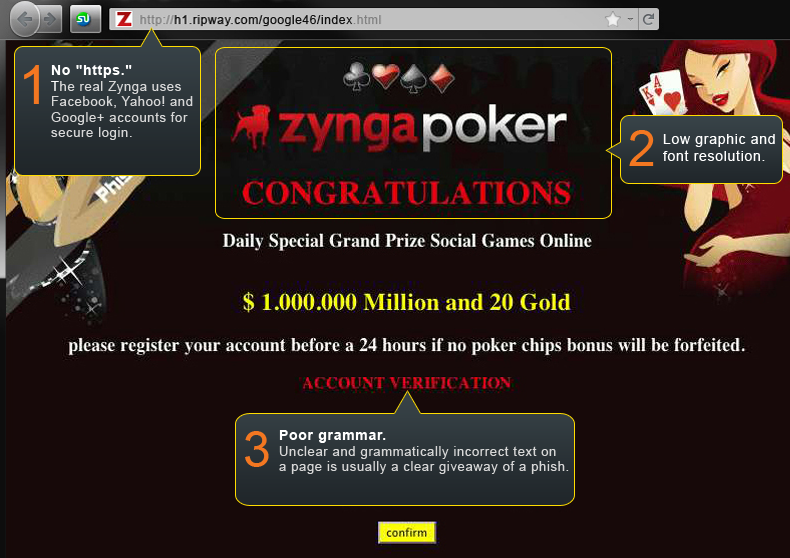 Z http://h1.ripway.com/google46/index.html
1 No "https."
The real Zynga uses
Facebook, Yahoo! and
Google+ accounts for
secure login.
zynga poker
K A
2 Low graphic and
font resolution.
CONGRATULATIONS
Daily Special Grand Prize Social Games Online
$ 1.000.000 Million and 20 Gold
please register your account before a 24 hours if no poker chips bonus will be forfeited.
ACCOUNT VERIFICATION
3 Poor grammar.
Unclear and grammatically incorrect text on
a page is usually a clear giveaway of a phish.
confirm